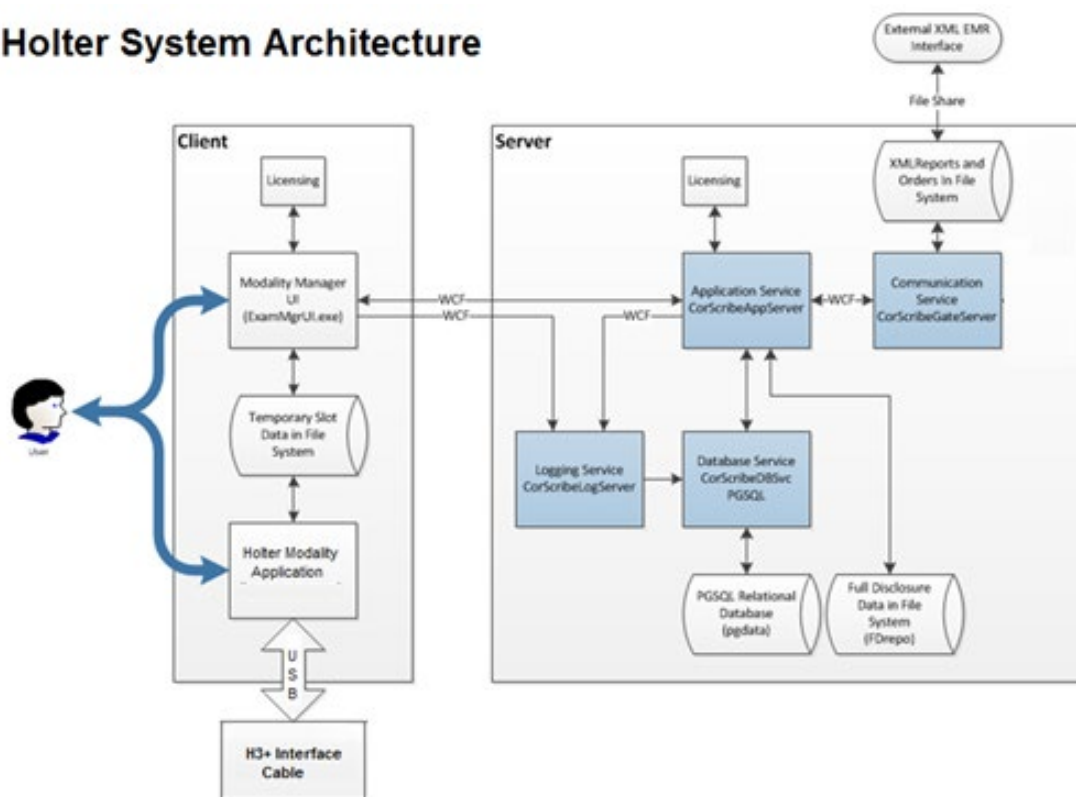 Holter System Architecture
External XML EMR
Interface
File Share
Client
Server
Licensing
Licensing
XMLReports and
Orders In File
System
Modality Manager
UI
(ExamMgrUI.exe)
WCF
WCF
WCF
Application Service
CorScribeAppServer
WCF
Communication
Service
CorScribeGateServer
User
Temporary Slot
Data in File
System
Logging Service
CorScribeLogServer
Database Service
CorScribeDBSvc
PGSQL
Holter Modality
Application
PGSQL Relational
Database
(pgdata)
Full Disclosure
Data in File
System
(FDrepo)
U
S
B
H3+ Interface
Cable